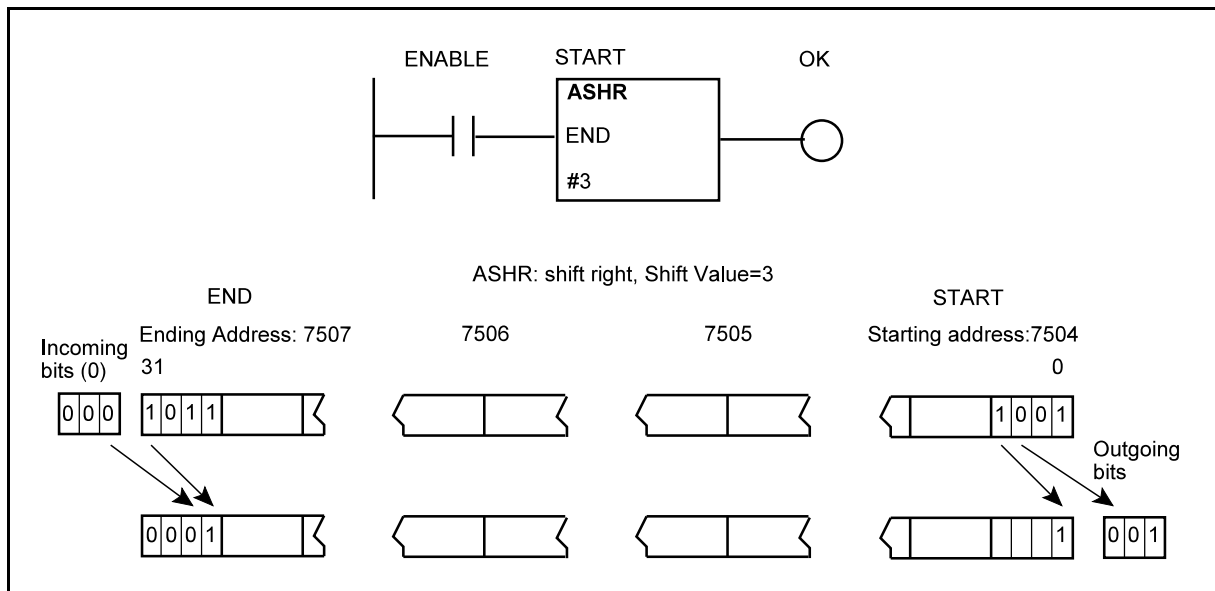 ENABLE START OK
ASHR
END
#3
ASHR: shift right, Shift Value=3
END START
Ending Address: 7507 7506 7505 Starting address:7504
Incoming
bits (0)
31 0
0 0 0 1 0 1 1 1 0 0 1
Outgoing
bits
0 0 0 1 1 0 0 1